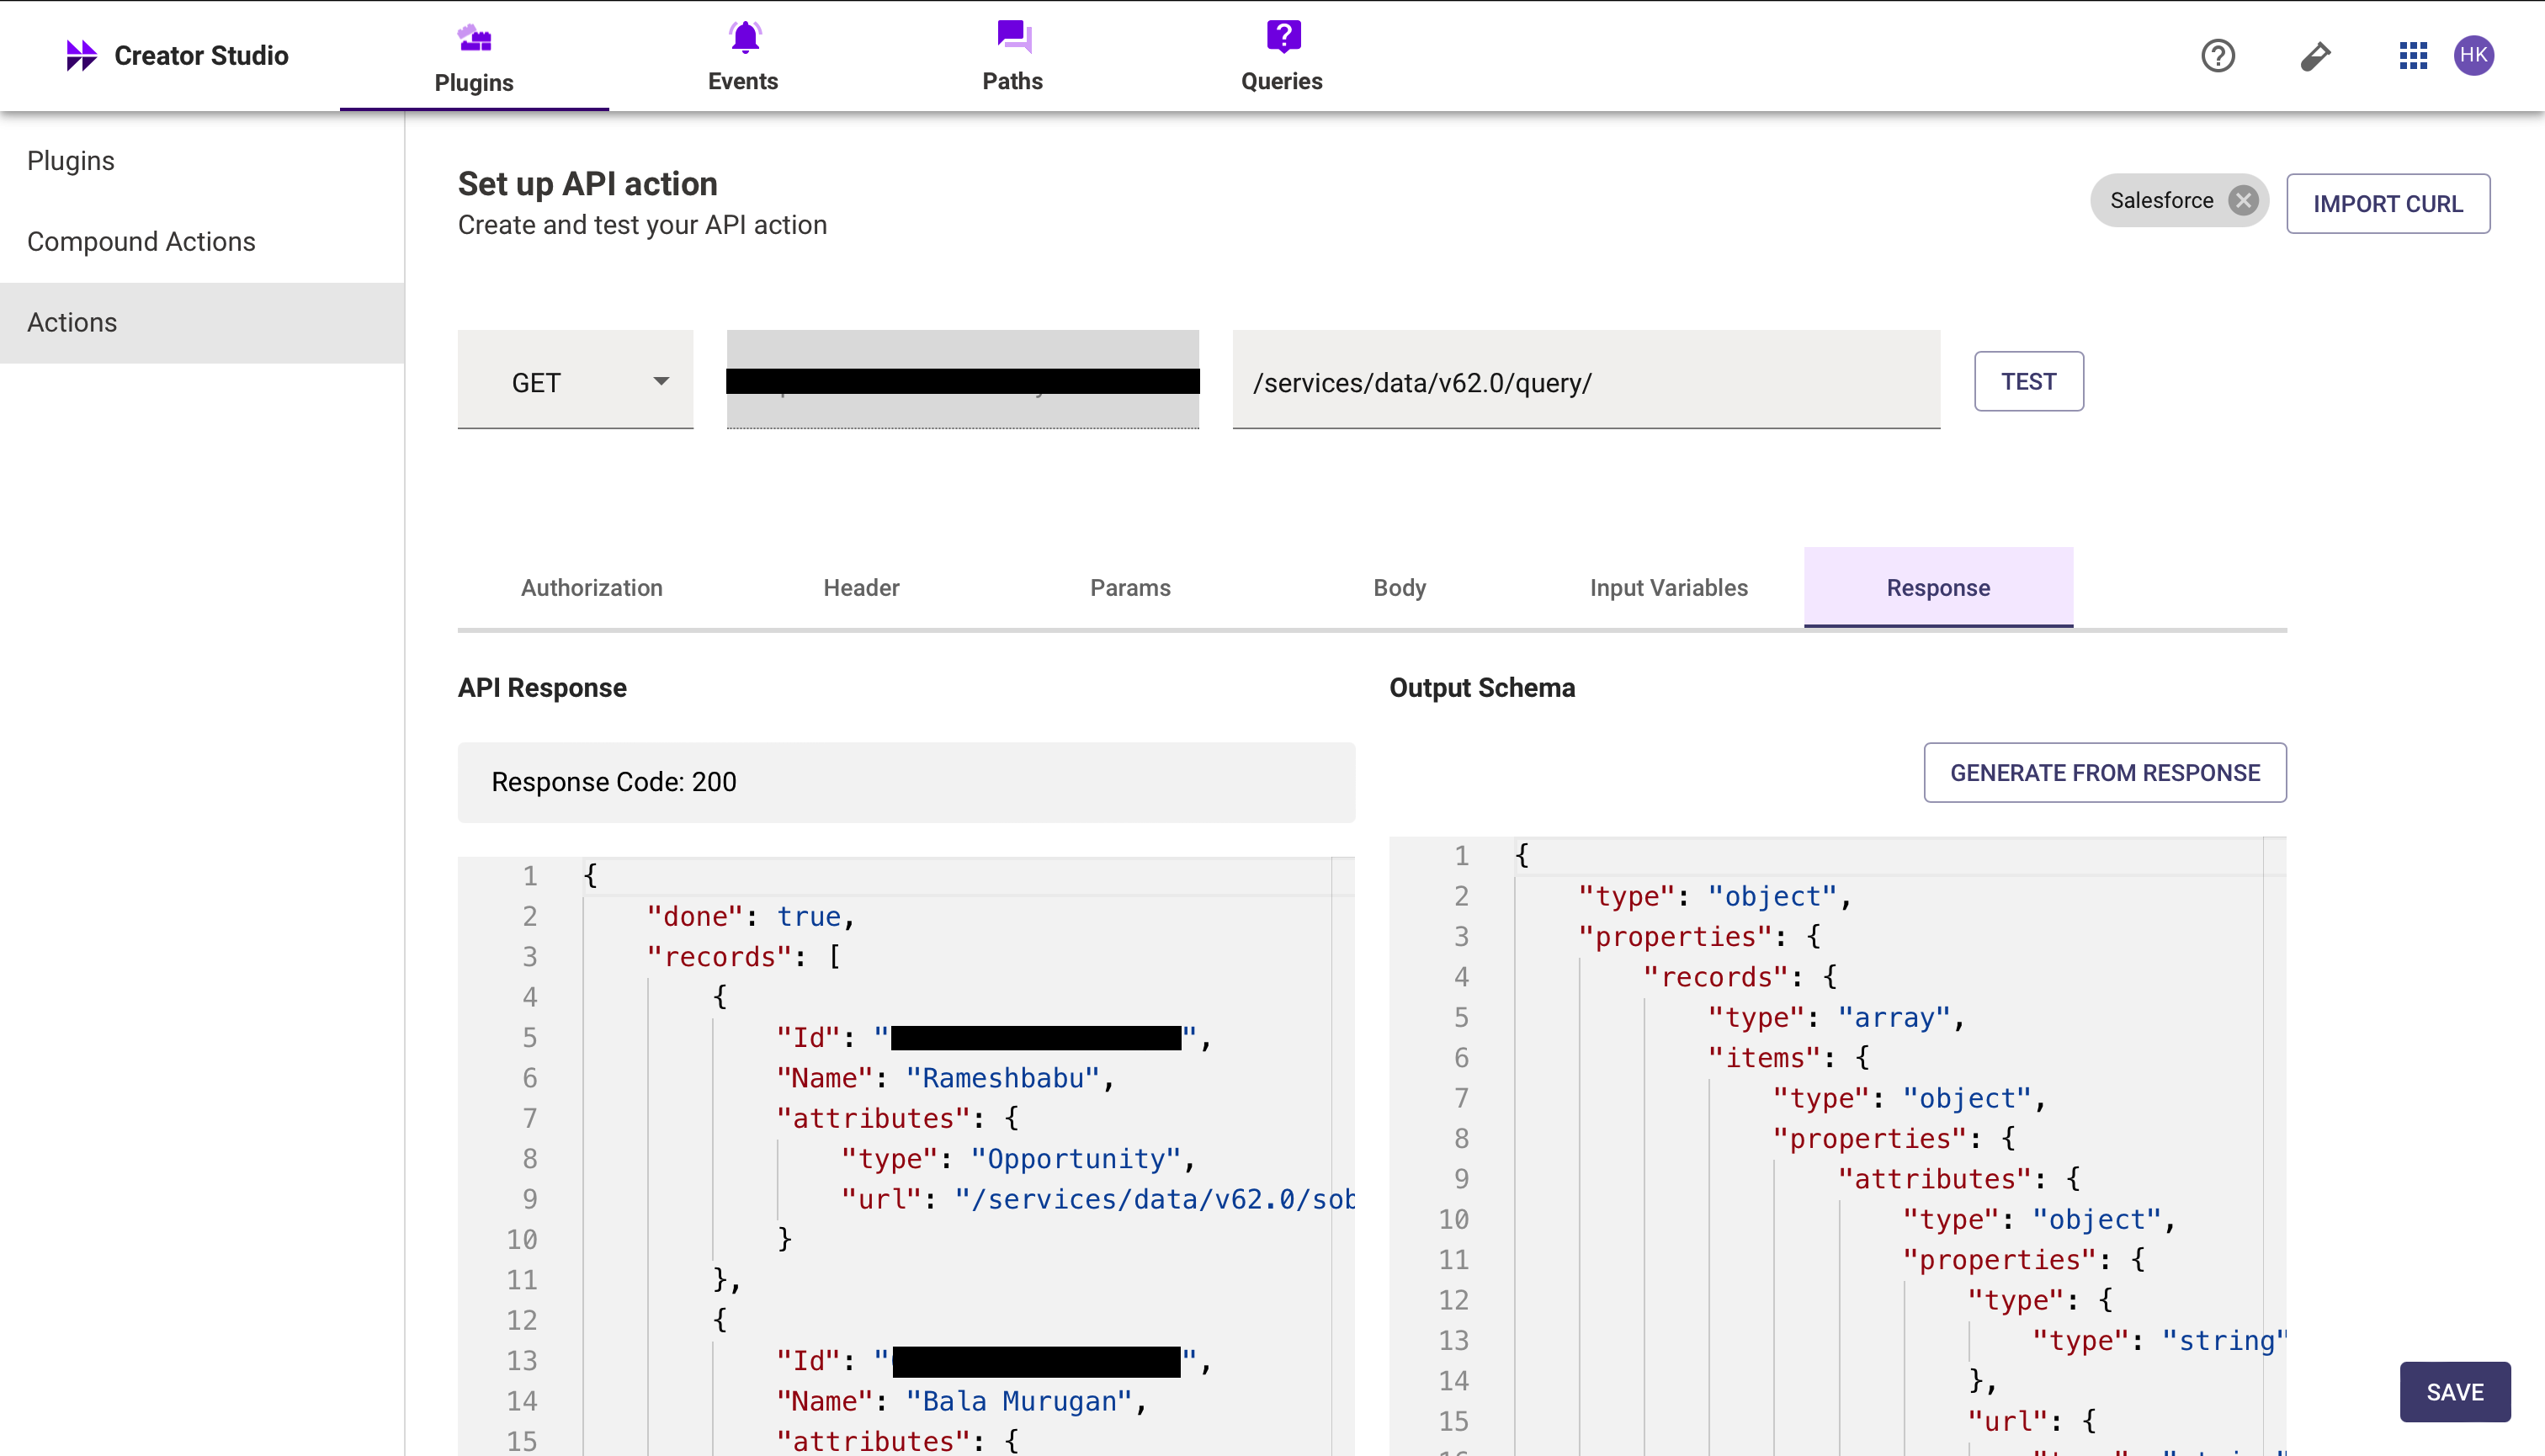 Creator Studio
Plugins
Events
Paths
Queries
HK
Plugins
Compound Actions
Actions
Set up API action
Create and test your API action
Salesforce
IMPORT CURL
GET
/services/data/v62.0/query/
TEST
Authorization
Header
Params
Body
Input Variables
Response
API Response
Response Code: 200
1 {
2 "done": true,
3 "records": [
4 {
5 "Id": "",
6 "Name": "Rameshbabu",
7 "attributes": {
8 "type": "Opportunity",
9 "url": "/services/data/v62.0/sob
10 }
11 },
12 {
13 "Id": "",
14 "Name": "Bala Murugan",
15 "attributes": {
Output Schema
GENERATE FROM RESPONSE
1 {
2 "type": "object",
3 "properties": {
4 "records": {
5 "type": "array",
6 "items": {
7 "type": "object",
8 "properties": {
9 "attributes": {
10 "type": "object",
11 "properties": {
12 "type": {
13 "type": "string"
14 },
15 "url": {
SAVE